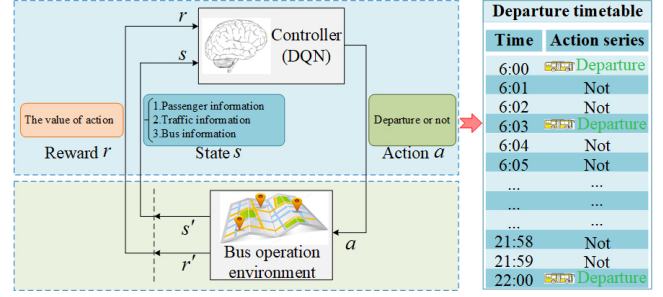 r
s
Controller
(DQN)
The value of action
Reward r
1.Passenger information
2.Traffic information
3.Bus information
State s
Departure or not
Action a
s'
r'
Bus operation
environment
a
Departure timetable
Time Action series
6:00 Departure
6:01 Not
6:02 Not
6:03 Departure
6:04 Not
6:05 Not
... ...
... ...
... ...
21:58 Not
21:59 Not
22:00 Departure